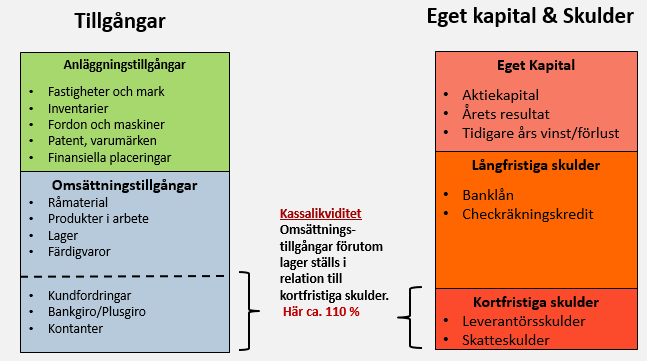 Tillgångar
Anläggningstillgångar
• Fastigheter och mark
• Inventarier
• Fordon och maskiner
• Patent, varumärken
• Finansiella placeringar
Omsättningstillgångar
• Råmaterial
• Produkter i arbete
• Lager
• Färdigvaror
• Kundfordringar
• Bankgiro/Plusgiro
• Kontanter
Kassalikviditet
Omsättnings-
tillgångar förutom
lager ställs i
relation till
kortfristiga skulder.
Här ca. 110 %
Eget kapital & Skulder
Eget Kapital
• Aktiekapital
• Årets resultat
• Tidigare års vinst/förlust
Långfristiga skulder
• Banklån
• Checkräkningskredit
Kortfristiga skulder
• Leverantörsskulder
• Skatteskulder